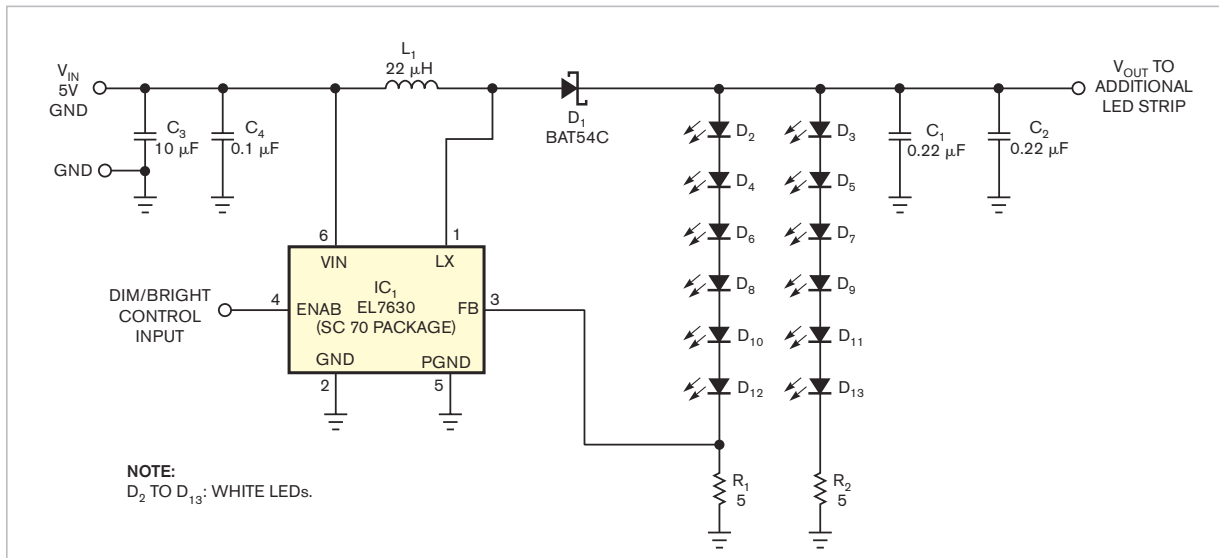 V_IN
5V
GND
GND
C_3
10 µF
C_4
0.1 µF
L_1
22 µH
D_1
BAT54C
V_OUT TO
ADDITIONAL
LED STRIP
C_1
0.22 µF
C_2
0.22 µF
D_2
D_3
D_4
D_5
D_6
D_7
D_8
D_9
D_10
D_11
D_12
D_13
6
1
VIN
LX
IC_1
EL7630
(SC 70 PACKAGE)
DIM/BRIGHT
CONTROL
INPUT
4
ENAB
FB
3
GND
PGND
2
5
R_1
5
R_2
5
NOTE:
D_2 TO D_13: WHITE LEDs.